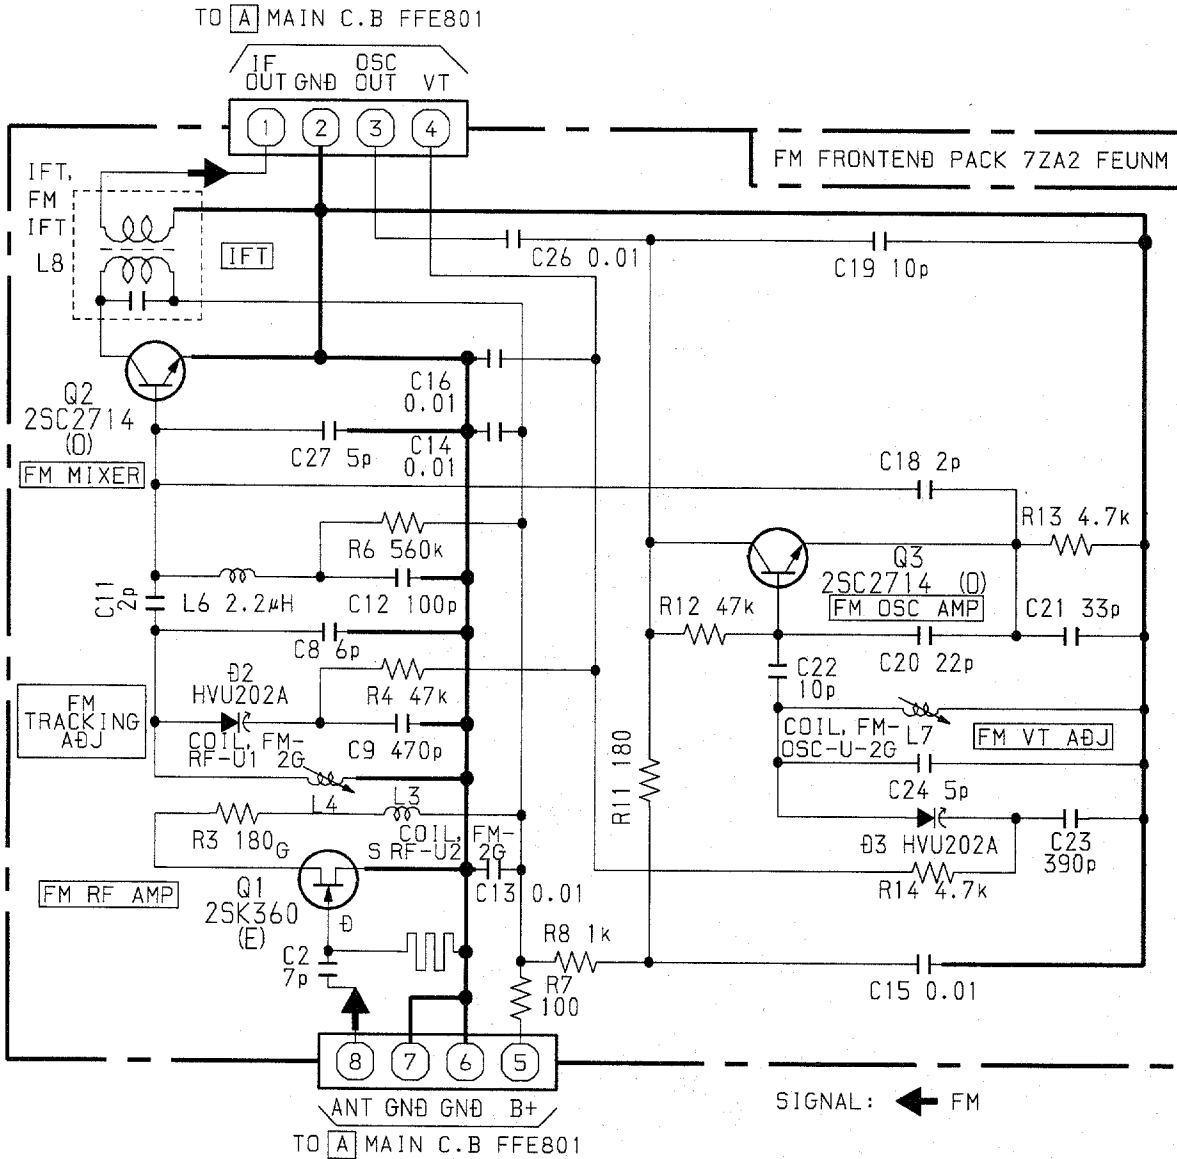 TO A MAIN C.B FFE801
IF OUT
GND
OSC OUT
VT
1
2
3
4
FM FRONTEND PACK 7ZA2 FEUNM
IFT, FM IFT
L8
IFT
C26 0.01
C19 10p
Q2
2SC2714
(O)
FM MIXER
C16
0.01
C27 5p
C14
0.01
C18 2p
R6 560k
R13 4.7k
Q3
2SC2714 (O)
FM OSC AMP
C11
2p
L6 2.2μH
C12 100p
R12 47k
C21 33p
C8 6p
C20 22p
C22
10p
D2
HVU202A
R4 47k
FM
TRACKING
ADJ
COIL, FM-
RF-U1 2G
C9 470p
COIL, FM-
OSC-U-2G
L7
FM VT ADJ
R11 180
L4
L3
C24 5p
R3 180
G
S
COIL, FM-
RF-U2 2G
D3 HVU202A
C23
390p
FM RF AMP
Q1
2SK360
(E)
D
C13 0.01
R14 4.7k
C2
7p
R8 1k
R7
100
C15 0.01
8
7
6
5
ANT GND GND B+
SIGNAL: FM
TO A MAIN C.B FFE801